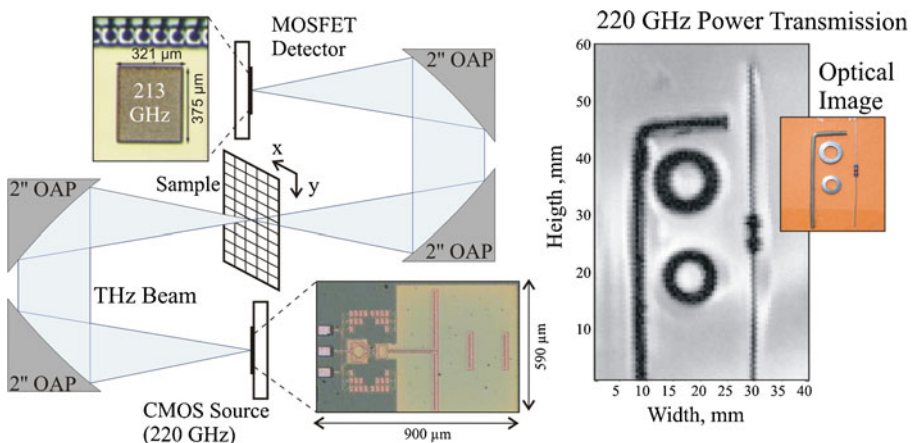 MOSFET
Detector
321 µm
213
GHz
375 µm
2" OAP
x
y
Sample
2" OAP
2" OAP
2" OAP
THz Beam
CMOS Source
(220 GHz)
590 µm
900 µm
220 GHz Power Transmission
Optical
Image
Heigth ,mm
60
50
40
30
20
10
5 10 15 20 25 30 35 40
Width, mm